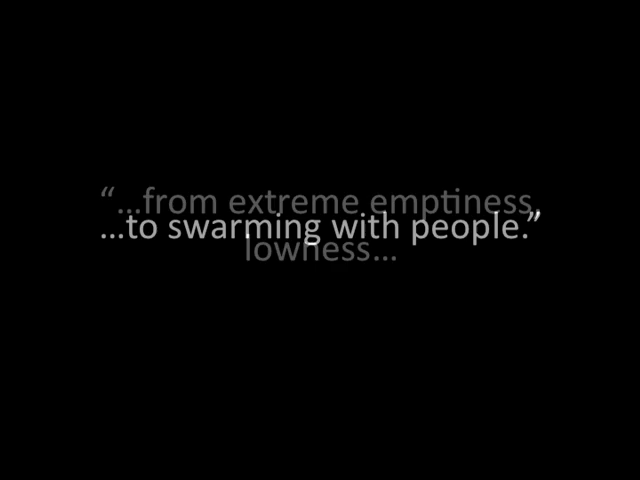 “…from extreme emptiness,
…to swarming with people.”
lowness…